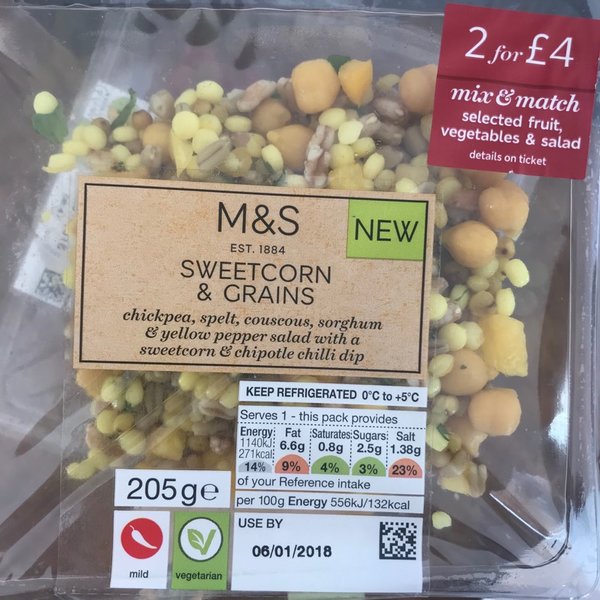 2 for £4
mix & match
selected fruit,
vegetables & salad
details on ticket
M&S
EST. 1884
NEW
SWEETCORN
& GRAINS
chickpea, spelt, couscous, sorghum
& yellow pepper salad with a
sweetcorn & chipotle chilli dip
KEEP REFRIGERATED 0°C to +5°C
Serves 1 - this pack provides
Energy Fat Saturates Sugars Salt
1140kJ 6.6g 0.8g 2.5g 1.38g
271kcal
14% 9% 4% 3% 23%
of your Reference intake
per 100g Energy 556kJ/132kcal
205g℮
USE BY
06/01/2018
mild
vegetarian